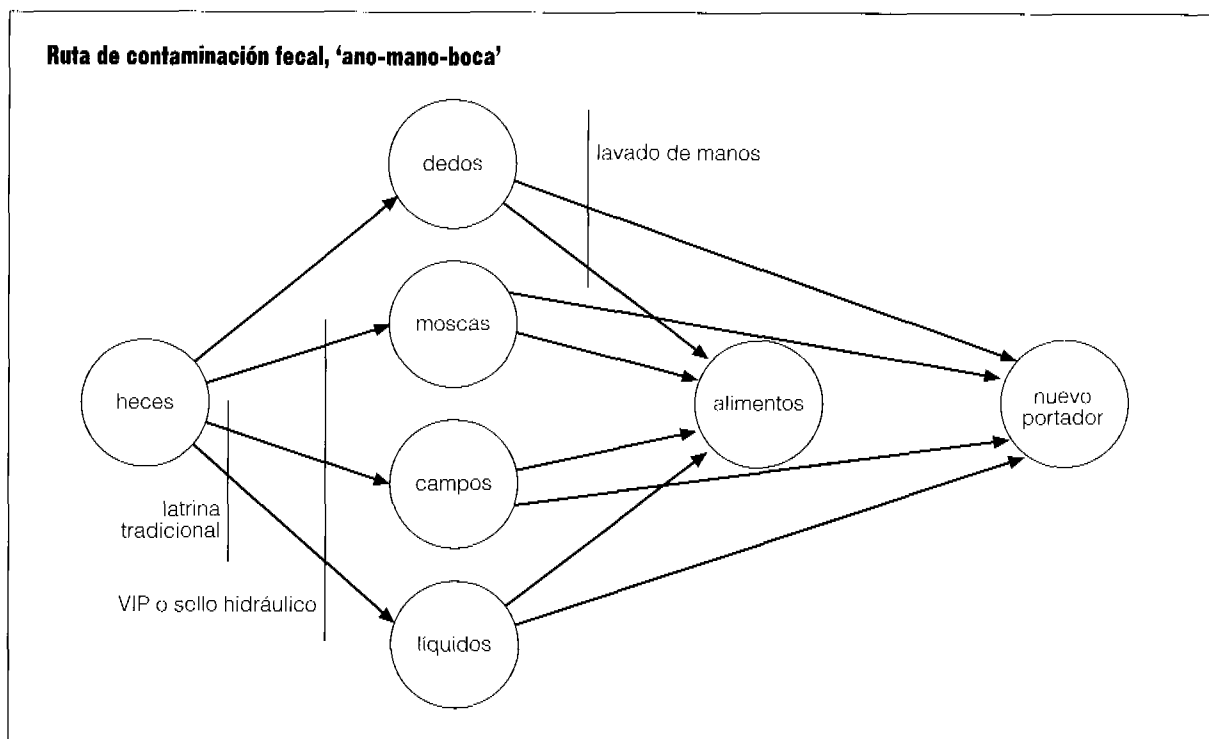 Ruta de contaminación fecal, ‘ano-mano-boca’
dedos
lavado de manos
moscas
heces
alimentos
nuevo
portador
campos
latrina
tradicional
VIP o sello hidráulico
líquidos